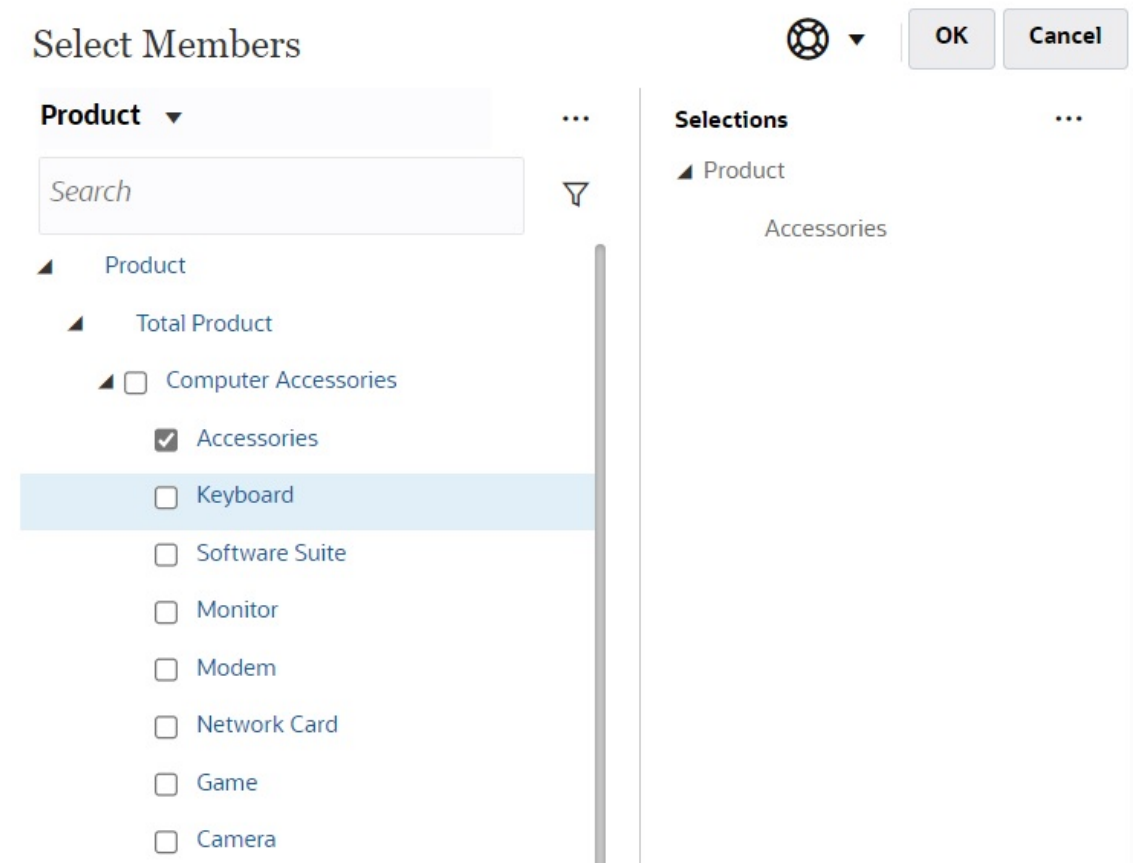 Select Members
OK
Cancel
Product
Search
Product
Total Product
Computer Accessories
Accessories
Keyboard
Software Suite
Monitor
Modem
Network Card
Game
Camera
Selections
Product
Accessories